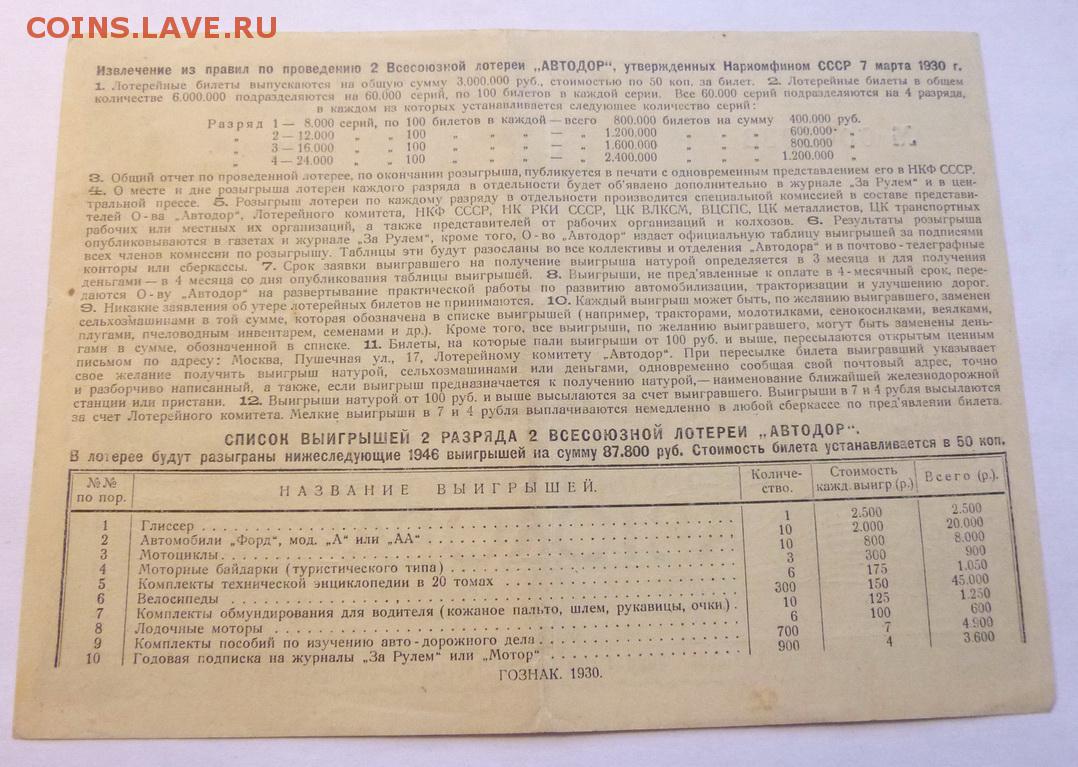 COINS.LAVE.RU
Извлечение из правил по проведению 2 Всесоюзной лотереи „АВТОДОР“, утвержденных Наркомфином СССР 7 марта 1930 г.
1. Лотерейные билеты выпускаются на общую сумму 3.000.000 руб., стоимостью по 50 коп. за билет. 2. Лотерейные билеты в общем
количестве 6.000.000 подразделяются на 60.000 серий, по 100 билетов в каждой серии. Все 60.000 серий подразделяются на 4 разряда,
в каждом из которых устанавливается следующее количество серий:
Разряд 1 — 8.000 серий, по 100 билетов в каждой — всего 800.000 билетов на сумму 400.000 руб.
„ 2 — 12.000 „ „ 100 „ „ „ „ 1.200.000 „ „ „ 600.000 „
„ 3 — 16.000 „ „ 100 „ „ „ „ 1.600.000 „ „ „ 800.000 „
„ 4 — 24.000 „ „ 100 „ „ „ „ 2.400.000 „ „ „ 1.200.000 „
3. Общий отчет по проведенной лотерее, по окончании розыгрыша, публикуется в печати с одновременным представлением его в НКФ СССР.
4. О месте и дне розыгрыша лотереи каждого разряда в отдельности будет об’явлено дополнительно в журнале „За Рулем“ и в цен-
тральной прессе. 5. Розыгрыш лотереи по каждому разряду в отдельности производится специальной комиссией в составе представи-
телей О-ва „Автодор“, Лотерейного комитета, НКФ СССР, НК РКИ СССР, ЦК ВЛКСМ, ВЦСПС, ЦК металлистов, ЦК транспортных
рабочих или местных их организаций, а также представителей от рабочих организаций и колхозов. 6. Результаты розыгрыша
опубликовываются в газетах и журнале „За Рулем“, кроме того, О-во „Автодор“ издает официальную таблицу выигрышей за подписями
всех членов комиссии по розыгрышу. Таблицы эти будут разосланы во все коллективы и отделения „Автодора“ и в почтово-телеграфные
конторы или сберкассы. 7. Срок заявки выигравшего на получение выигрыша натурой определяется в 3 месяца и для получения
деньгами — в 4 месяца со дня опубликования таблицы выигрышей. 8. Выигрыши, не пред’явленные к оплате в 4-месячный срок, пере-
даются О-ву „Автодор“ на развертывание практической работы по развитию автомобилизации, тракторизации и улучшению дорог.
9. Никакие заявления об утере лотерейных билетов не принимаются. 10. Каждый выигрыш может быть, по желанию выигравшего, заменен
сельхозмашинами в той сумме, которая обозначена в списке выигрышей (например, тракторами, молотилками, сенокосилками, веялками,
плугами, пчеловодным инвентарем, семенами и др.). Кроме того, все выигрыши, по желанию выигравшего, могут быть заменены день-
гами в сумме, обозначенной в списке. 11. Билеты, на которые пали выигрыши от 100 руб. и выше, пересылаются открытым ценным
письмом по адресу: Москва, Пушечная ул., 17, Лотерейному комитету „Автодор“. При пересылке билета выигравший указывает
свое желание получить выигрыш натурой, сельхозмашинами или деньгами, одновременно сообщая свой почтовый адрес, точно
и разборчиво написанный, а также, если выигрыш предназначается к получению натурой,— наименование ближайшей железнодорожной
станции или пристани. 12. Выигрыши натурой от 100 руб. и выше высылаются за счет выигравшего. Выигрыши в 7 и 4 рубля высылаются
за счет Лотерейного комитета. Мелкие выигрыши в 7 и 4 рубля выплачиваются немедленно в любой сберкассе по пред’явлении билета.
СПИСОК ВЫИГРЫШЕЙ 2 РАЗРЯДА 2 ВСЕСОЮЗНОЙ ЛОТЕРЕИ „АВТОДОР“.
В лотерее будут разыграны нижеследующие 1946 выигрышей на сумму 87.800 руб. Стоимость билета устанавливается в 50 коп.
№№ по пор. НАЗВАНИЕ ВЫИГРЫШЕЙ. Количе-ство. Стоимость кажд. выигр (р.) Всего (р.).
1 Глиссер 1 2.500 2.500
2 Автомобили „Форд“, мод. „А“ или „АА“ 10 2.000 20.000
3 Мотоциклы 10 800 8.000
4 Моторные байдарки (туристического типа) 3 300 900
5 Комплекты технической энциклопедии в 20 томах 6 175 1.050
6 Велосипеды 300 150 45.000
7 Комплекты обмундирования для водителя (кожаное пальто, шлем, рукавицы, очки) 10 125 1.250
8 Лодочные моторы 6 100 600
9 Комплекты пособий по изучению авто-дорожного дела 700 7 4.900
10 Годовая подписка на журналы „За Рулем“ или „Мотор“ 900 4 3.600
ГОЗНАК. 1930.